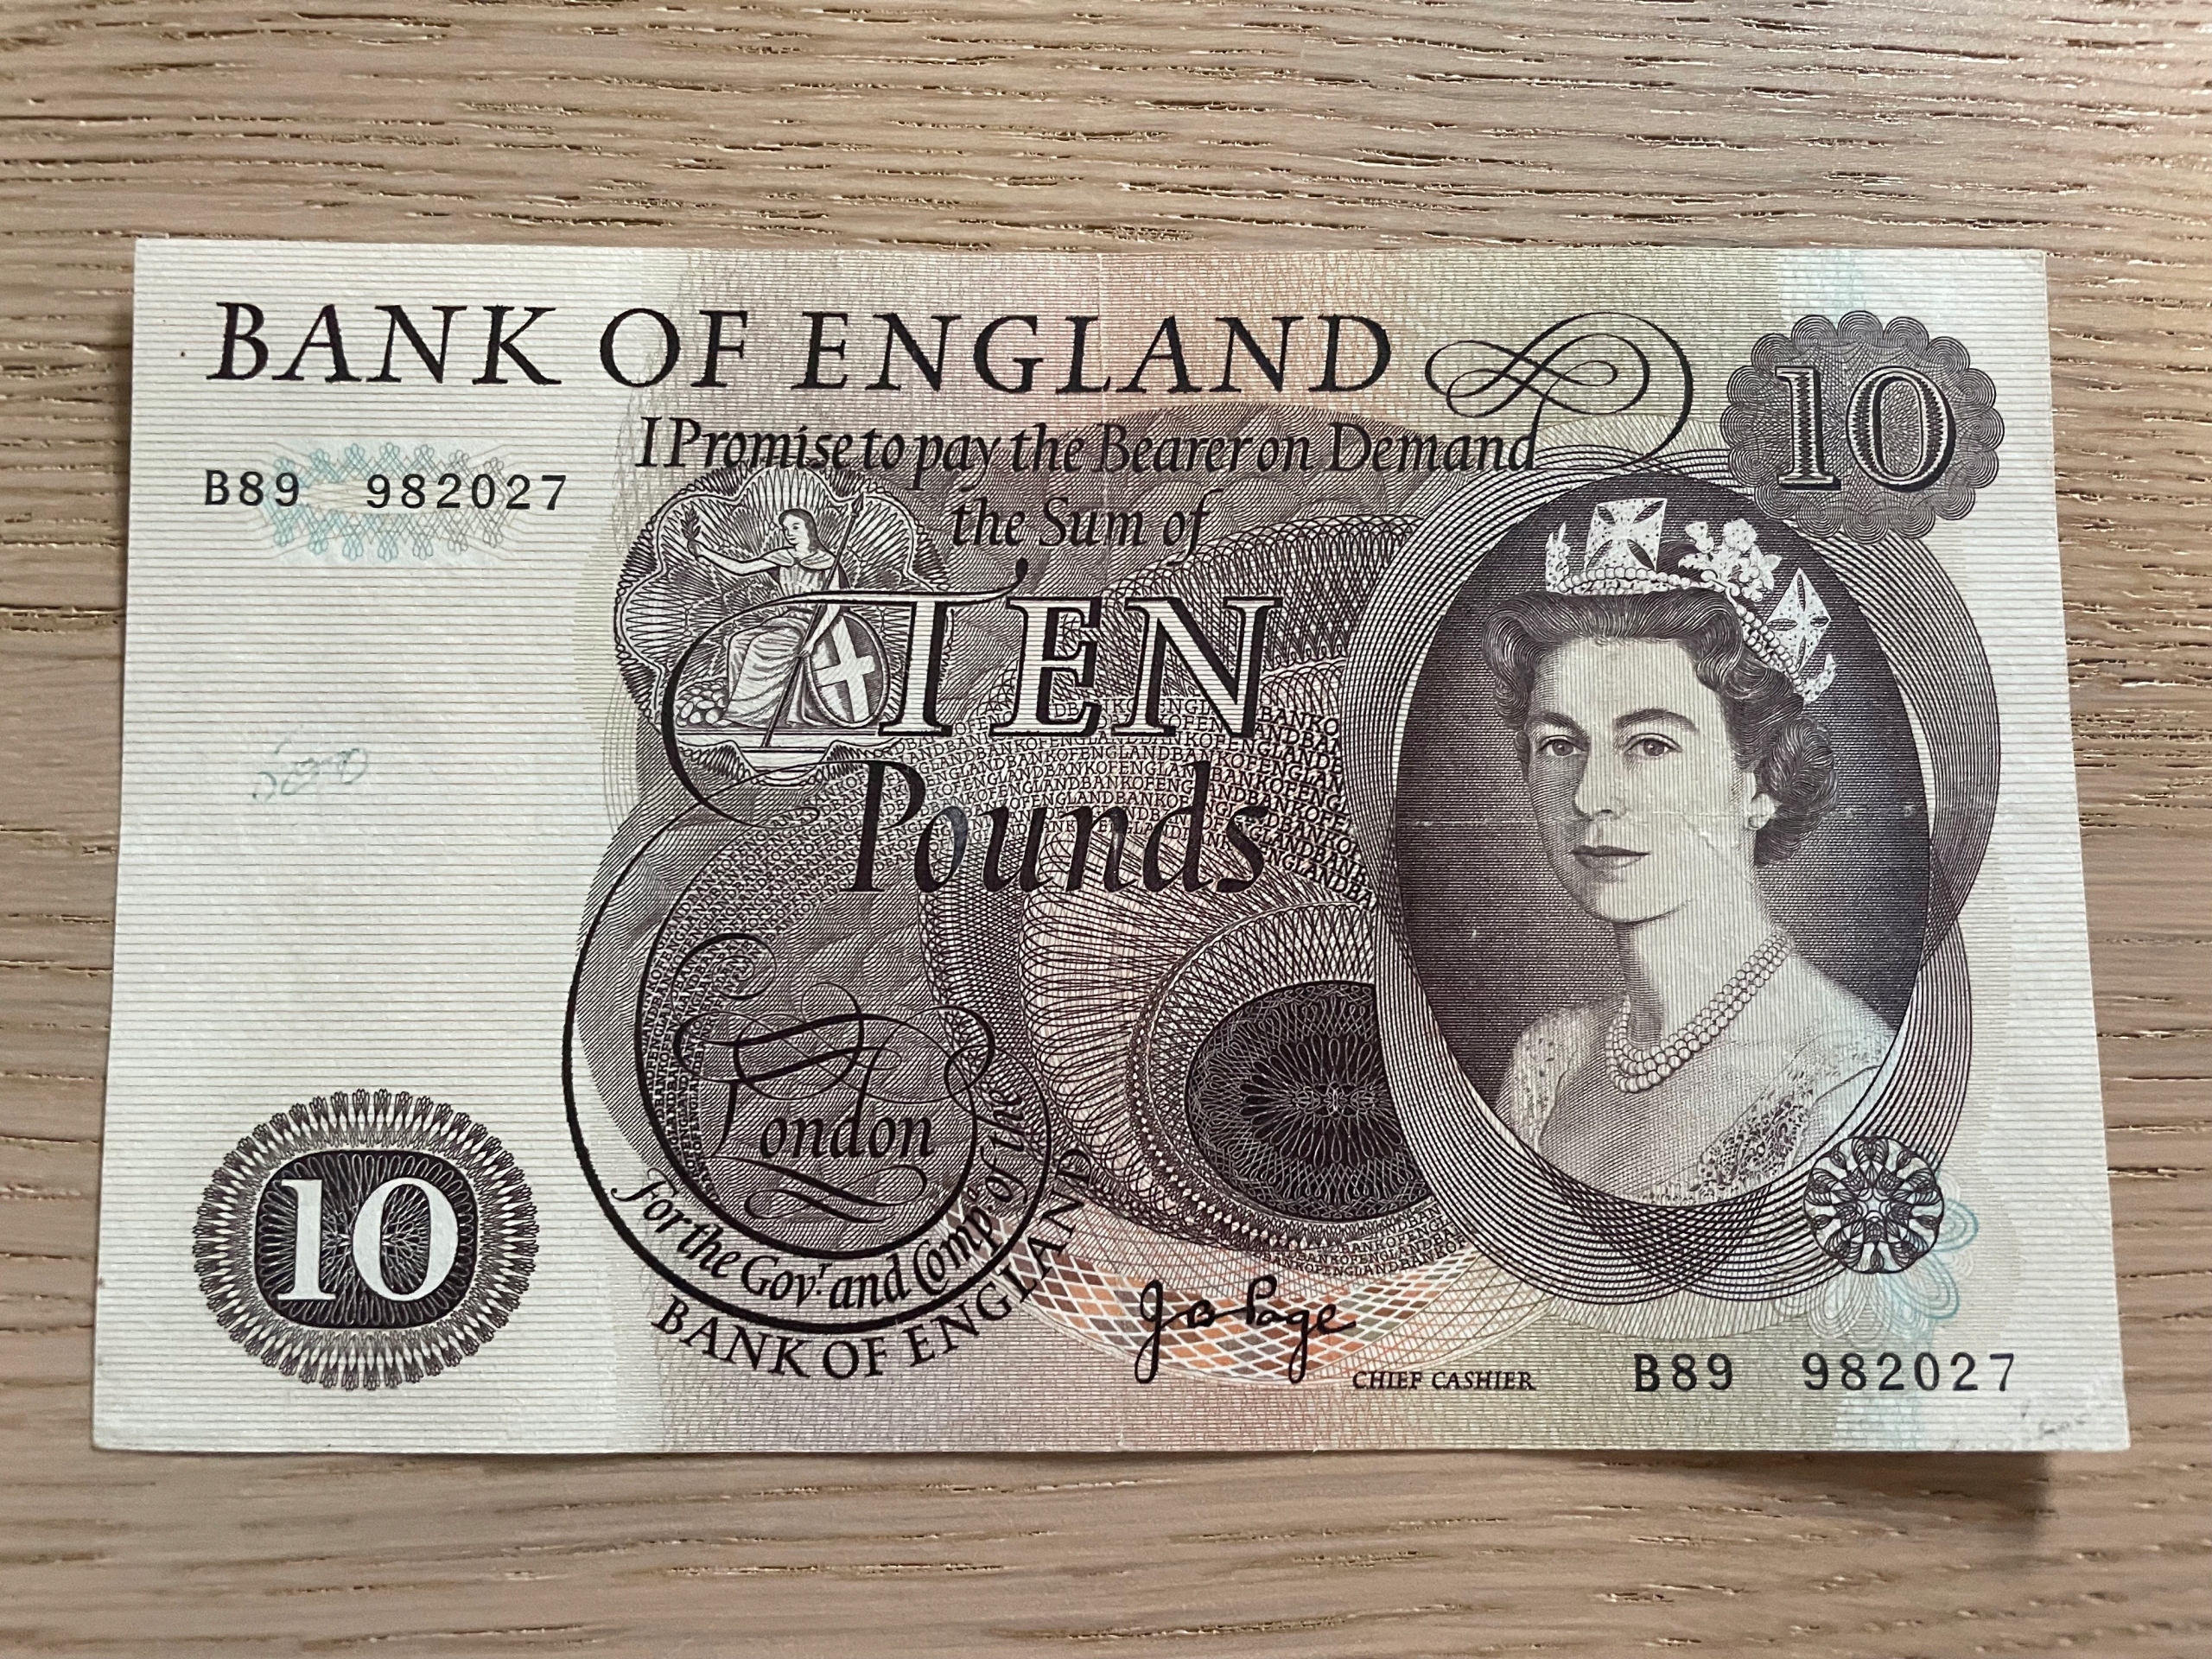 BANK OF ENGLAND
10
I Promise to pay the Bearer on Demand
the Sum of
B89 982027
TEN
Pounds
London
For the Govr. and Compa. of the
BANK OF ENGLAND
10
J B Page
CHIEF CASHIER
B89 982027